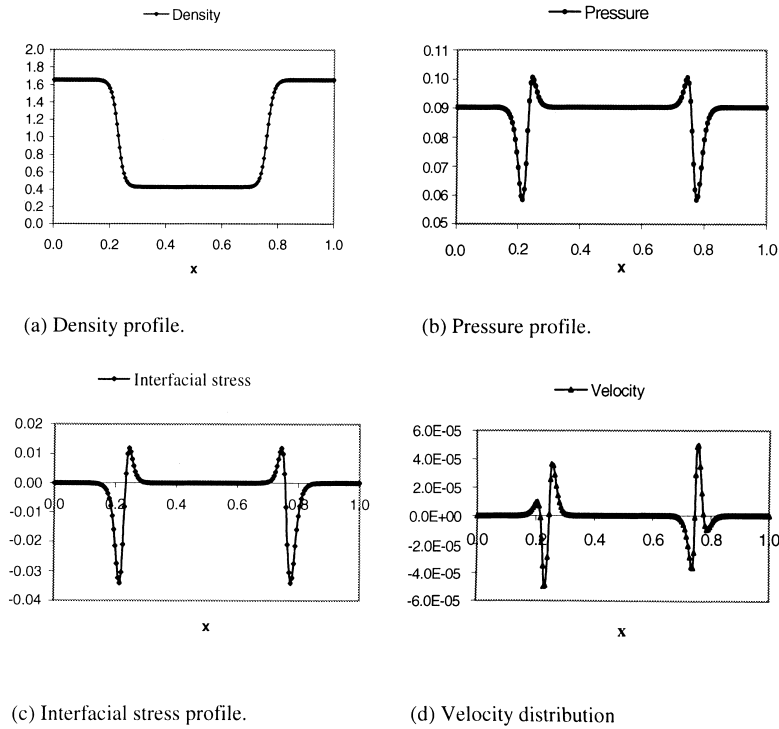 Density
2.0
1.8
1.6
1.4
1.2
1.0
0.8
0.6
0.4
0.2
0.0
0.0 0.2 0.4 0.6 0.8 1.0
x
(a) Density profile.
Pressure
0.11
0.10
0.09
0.08
0.07
0.06
0.05
0.0 0.2 0.4 0.6 0.8 1.0
x
(b) Pressure profile.
Interfacial stress
0.02
0.01
0.00
-0.01
-0.02
-0.03
-0.04
0.0 0.2 0.4 0.6 0.8 1.0
x
(c) Interfacial stress profile.
Velocity
6.0E-05
4.0E-05
2.0E-05
0.0E+00
-2.0E-05
-4.0E-05
-6.0E-05
0.0 0.2 0.4 0.6 0.8 1.0
x
(d) Velocity distribution